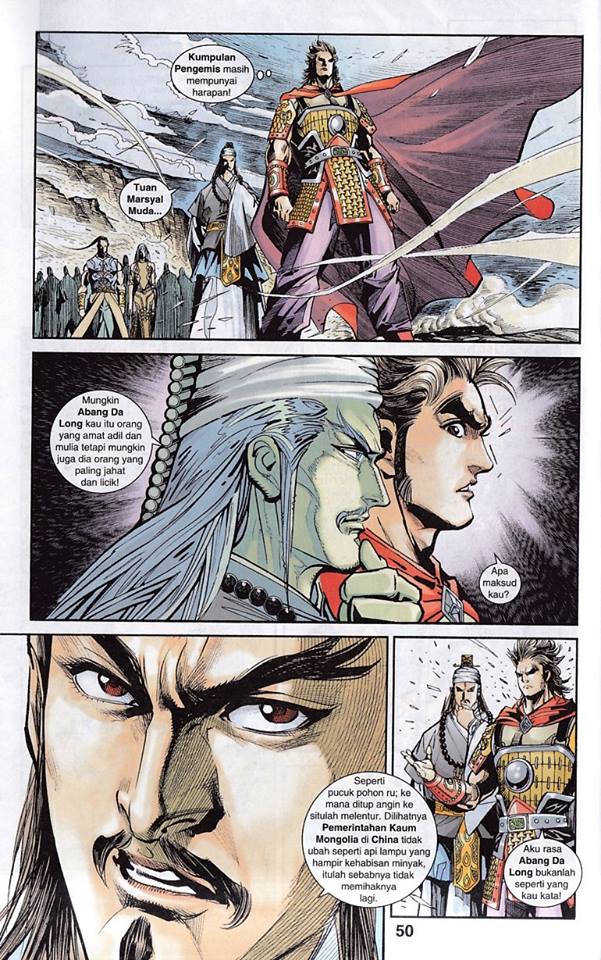 Kumpulan
Pengemis masih
mempunyai
harapan!
Tuan
Marsyal
Muda...
Mungkin
Abang Da
Long kau itu orang
yang amat adil dan
mulia tetapi mungkin
juga dia orang yang
paling jahat
dan licik!
Apa
maksud
kau?
Seperti
pucuk pohon ru; ke
mana ditup angin ke
situlah melentur. Dilihatnya
Pemerintahan Kaum
Mongolia di China tidak
ubah seperti api lampu yang
hampir kehabisan minyak,
itulah sebabnya tidak
memihaknya
lagi.
Aku rasa
Abang Da
Long bukanlah
seperti yang
kau kata!
50